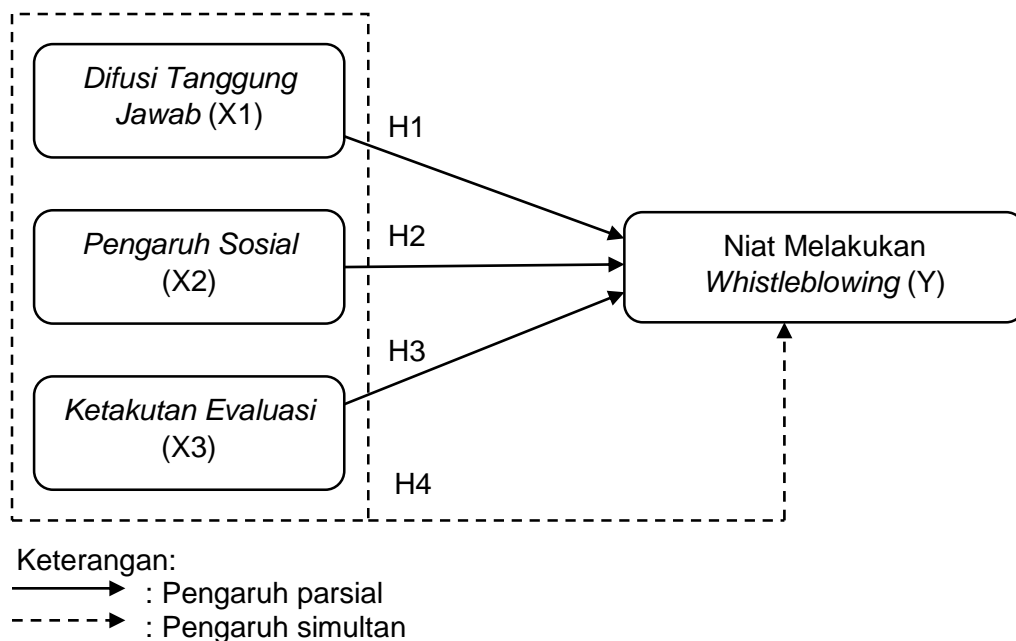 Difusi Tanggung
Jawab (X1)
H1
Pengaruh Sosial
(X2)
H2
Niat Melakukan
Whistleblowing (Y)
H3
Ketakutan Evaluasi
(X3)
H4
Keterangan:
: Pengaruh parsial
: Pengaruh simultan